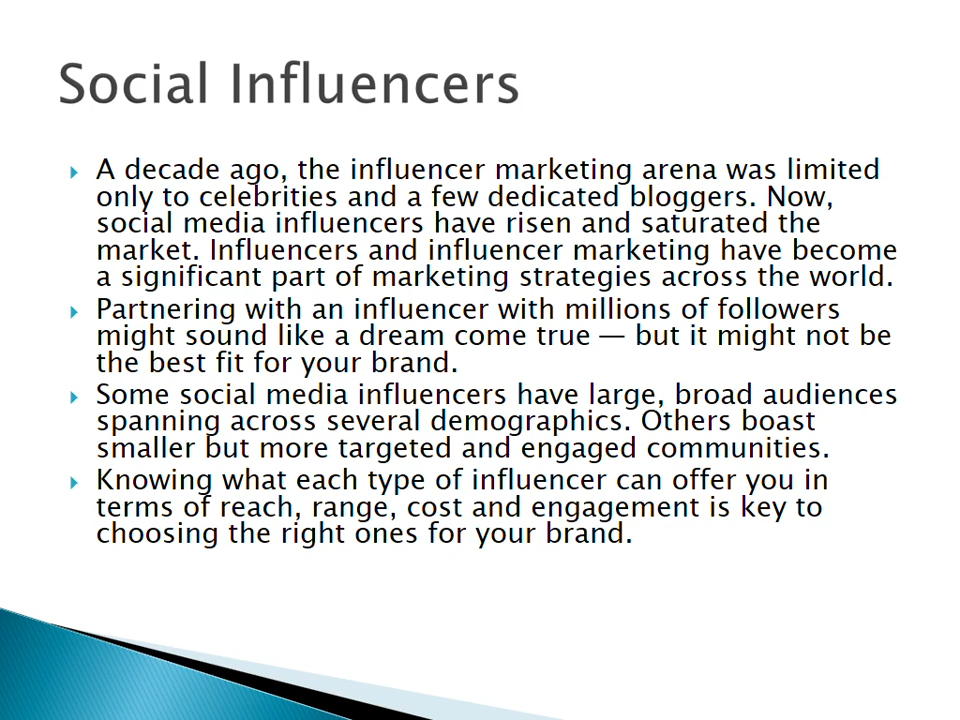 Social Influencers
A decade ago, the influencer marketing arena was limited
only to celebrities and a few dedicated bloggers. Now,
social media influencers have risen and saturated the
market. Influencers and influencer marketing have become
a significant part of marketing strategies across the world.
Partnering with an influencer with millions of followers
might sound like a dream come true — but it might not be
the best fit for your brand.
Some social media influencers have large, broad audiences
spanning across several demographics. Others boast
smaller but more targeted and engaged communities.
Knowing what each type of influencer can offer you in
terms of reach, range, cost and engagement is key to
choosing the right ones for your brand.